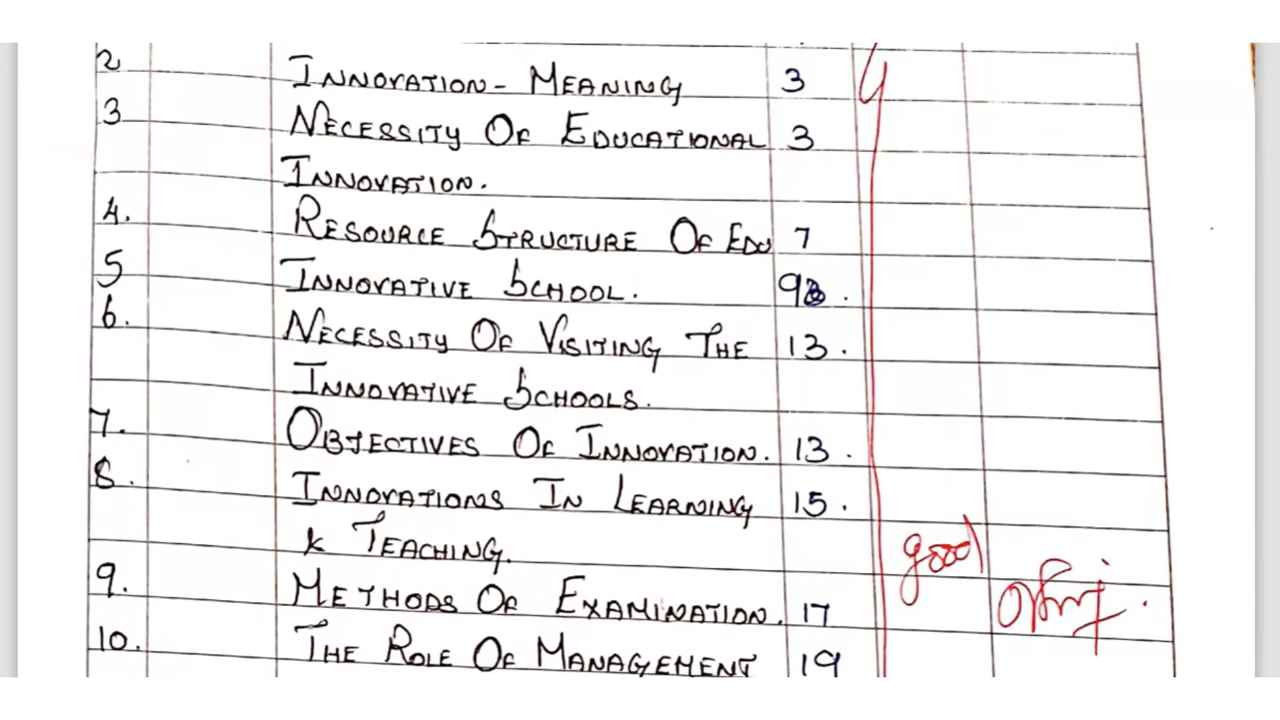 2 INNOVATION - MEANING 3
3 NECESSITY OF EDUCATIONAL 3
INNOVATION.
4. RESOURCE STRUCTURE OF EDU 7
5 INNOVATIVE SCHOOL. 9
6. NECESSITY OF VISITING THE 13.
INNOVATIVE SCHOOLS.
7. OBJECTIVES OF INNOVATION. 13.
8. INNOVATIONS IN LEARNING 15.
& TEACHING.
good
9. METHODS OF EXAMINATION. 17
10. THE ROLE OF MANAGEMENT 19